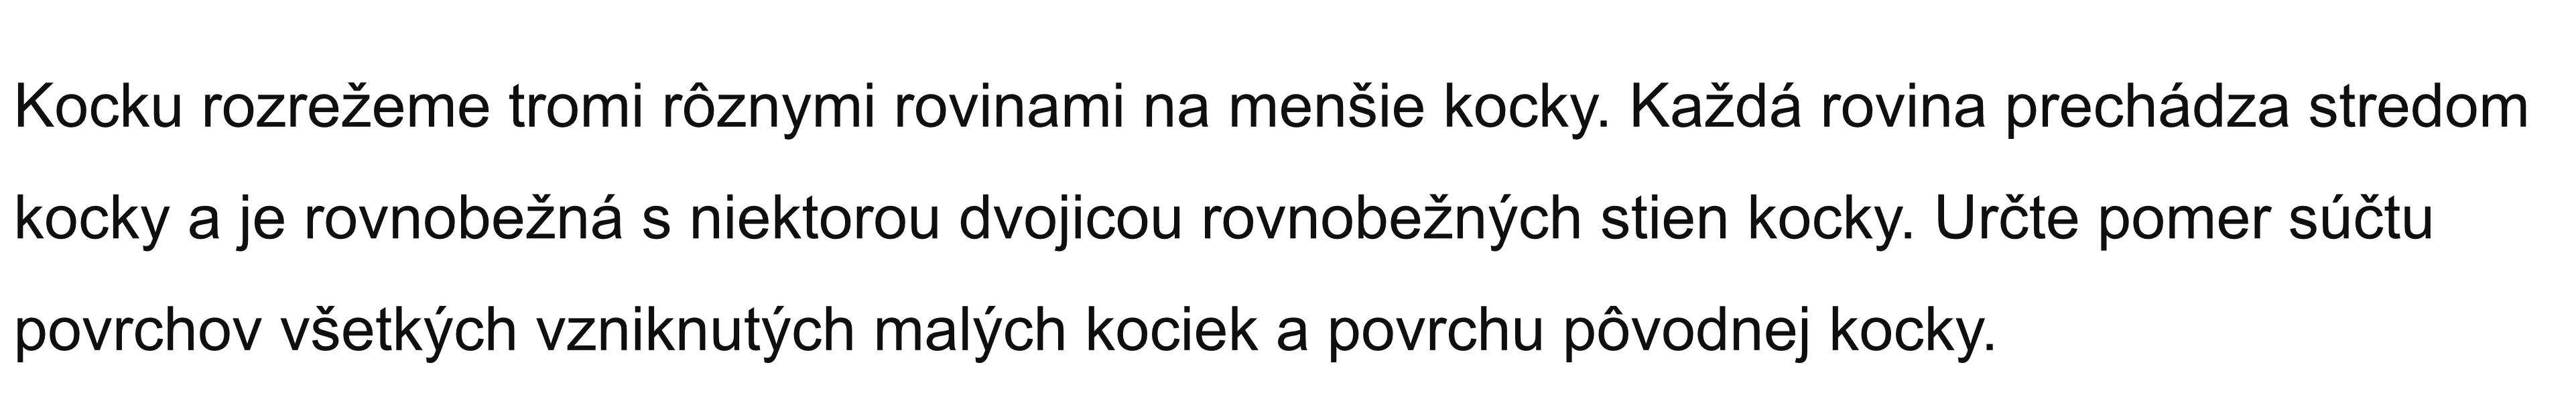 Kocku rozrežeme tromi rôznymi rovinami na menšie kocky. Každá rovina prechádza stredom
kocky a je rovnobežná s niektorou dvojicou rovnobežných stien kocky. Určte pomer súčtu
povrchov všetkých vzniknutých malých kociek a povrchu pôvodnej kocky.